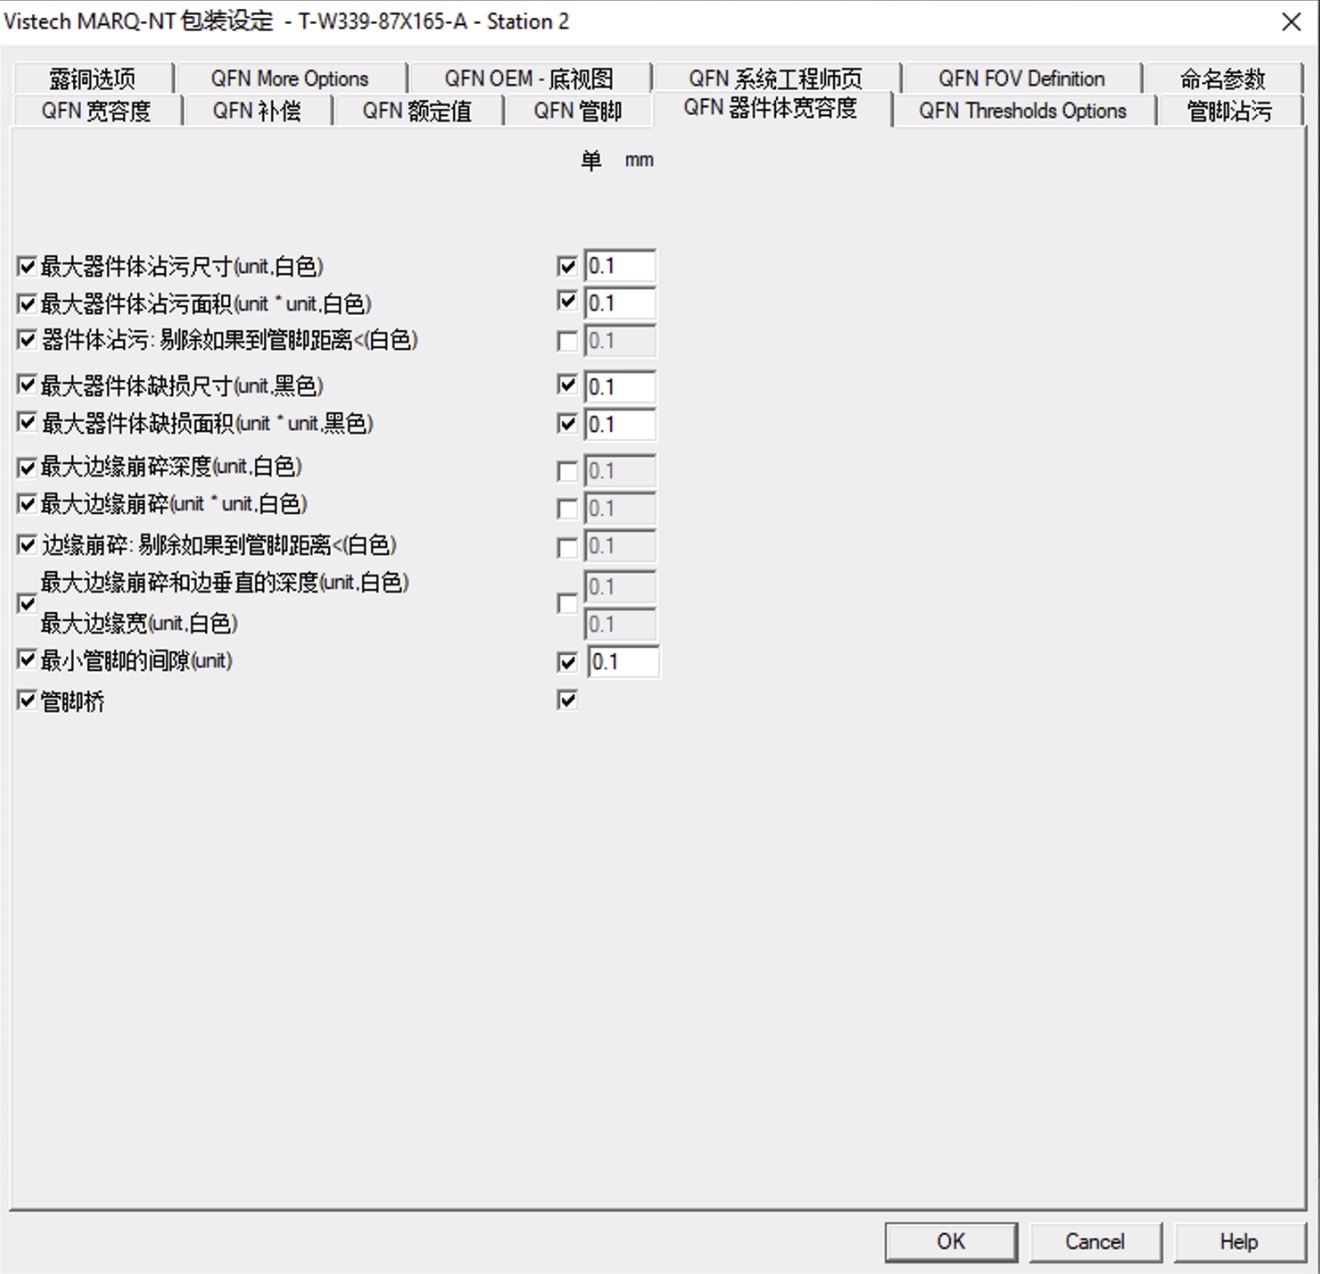 Vistech MARQ-NT 包装设定 - T-W339-87X165-A - Station 2
露铜选项 QFN More Options QFN OEM - 底视图 QFN 系统工程师页 QFN FOV Definition 命名参数
QFN 宽容度 QFN 补偿 QFN 额定值 QFN 管脚 QFN 器件体宽容度 QFN Thresholds Options 管脚沾污
单 mm
最大器件体沾污尺寸(unit,白色) 0.1
最大器件体沾污面积(unit * unit,白色) 0.1
器件体沾污: 剔除如果到管脚距离<(白色) 0.1
最大器件体缺损尺寸(unit,黑色) 0.1
最大器件体缺损面积(unit * unit,黑色) 0.1
最大边缘崩碎深度(unit,白色) 0.1
最大边缘崩碎(unit * unit,白色) 0.1
边缘崩碎: 剔除如果到管脚距离<(白色) 0.1
最大边缘崩碎和边垂直的深度(unit,白色) 0.1
最大边缘宽(unit,白色) 0.1
最小管脚的间隙(unit) 0.1
管脚桥
OK Cancel Help